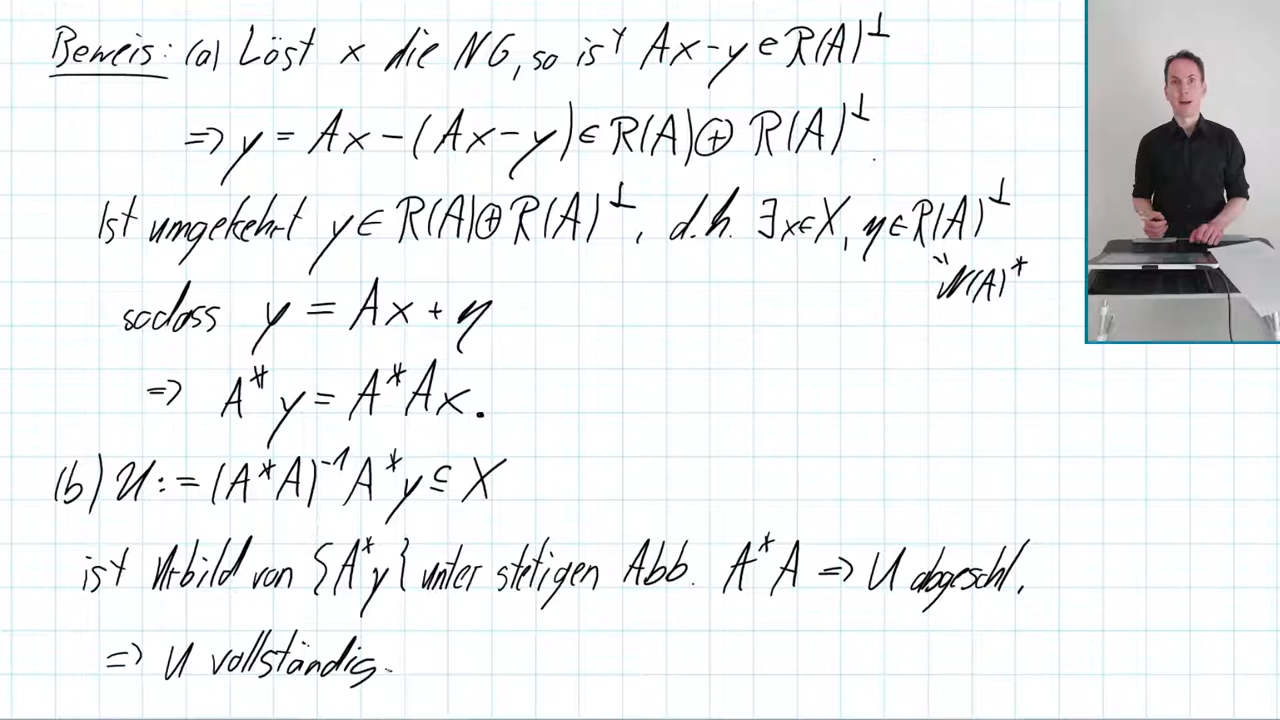 Beweis: (a) Löst x die NG, so ist Ax-y ∈ R(A)^⊥
=> y = Ax - (Ax - y) ∈ R(A) ⊕ R(A)^⊥.
Ist umgekehrt y ∈ R(A) ⊕ R(A)^⊥, d.h. ∃ x∈X, η ∈ R(A)^⊥
" N(A)^*
sodass y = Ax + η
=> A^* y = A^* A x.
(b) U := (A^* A)^{-1} A^* y ⊆ X
ist Urbild von {A^* y} unter stetigen Abb. A^* A => U abgeschl.
=> U vollständig.